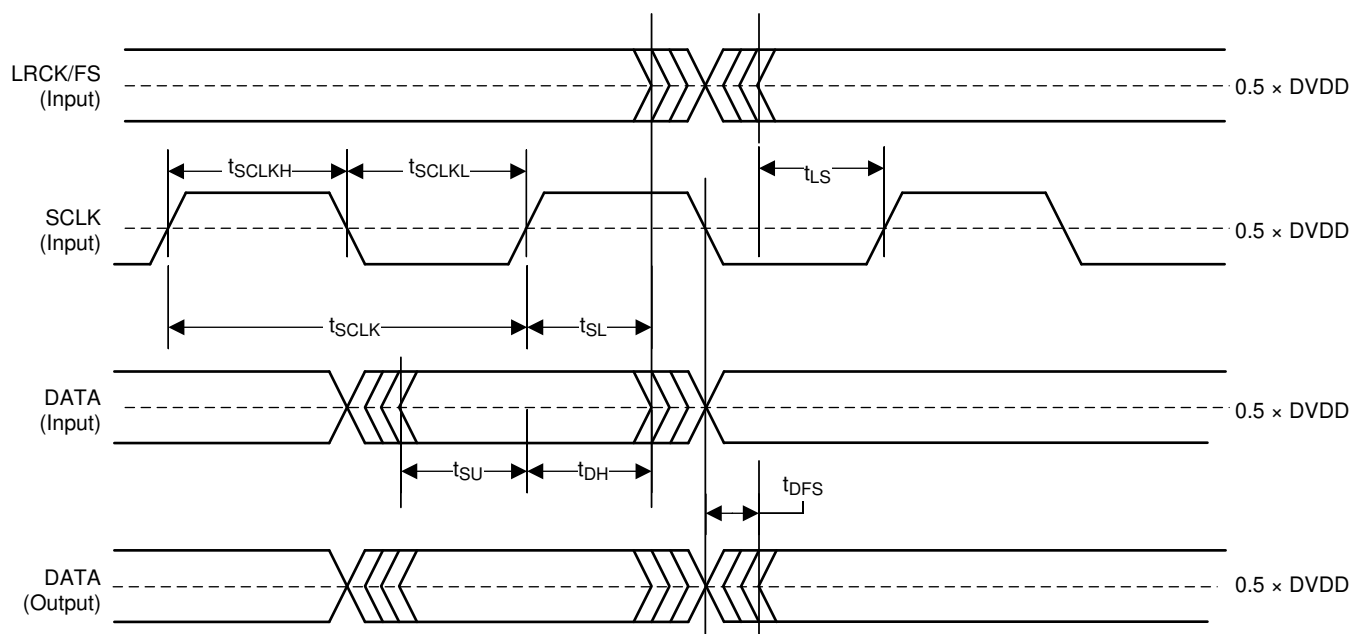 LRCK/FS
(Input)
0.5 × DVDD
tSCLKH
tSCLKL
tLS
SCLK
(Input)
0.5 × DVDD
tSCLK
tSL
DATA
(Input)
0.5 × DVDD
tSU
tDH
tDFS
DATA
(Output)
0.5 × DVDD